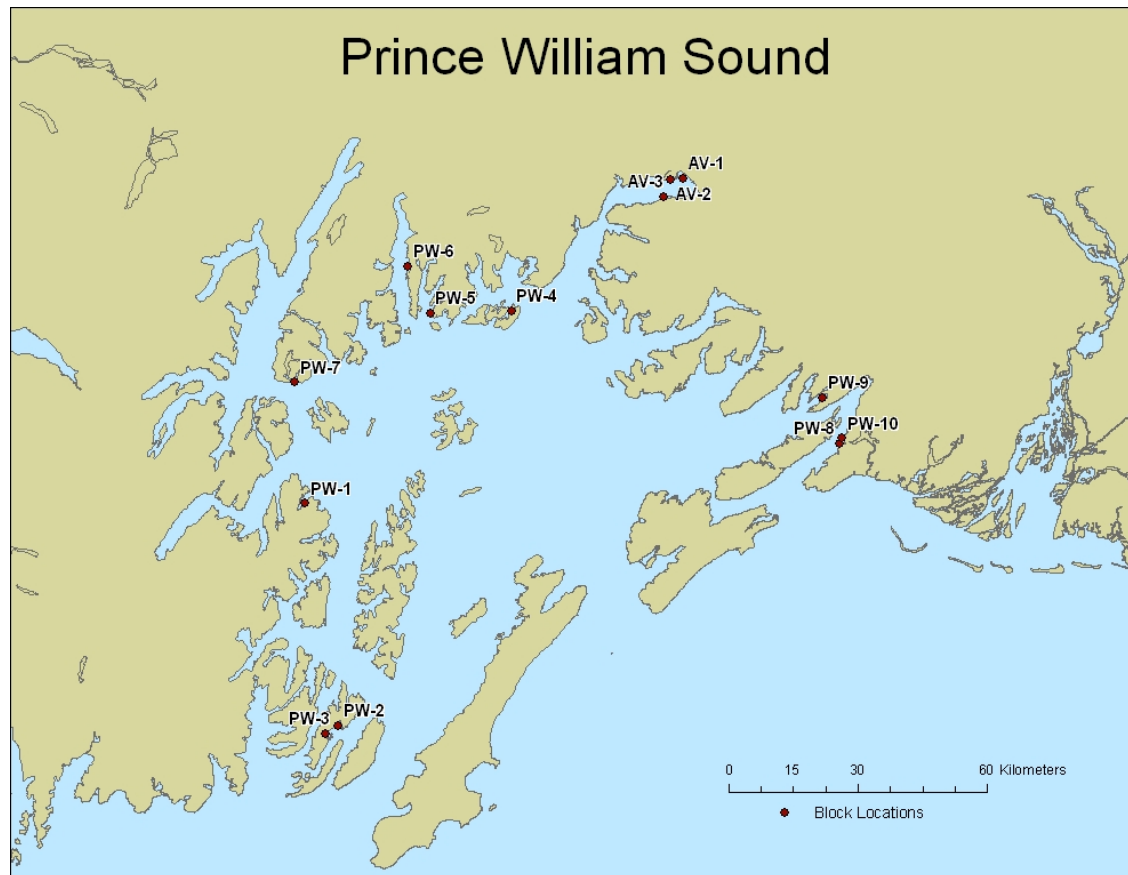 Prince William Sound
AV-1
AV-3
AV-2
PW-6
PW-5
PW-4
PW-7
PW-9
PW-8
PW-10
PW-1
PW-3
PW-2
0 15 30 60 Kilometers
Block Locations